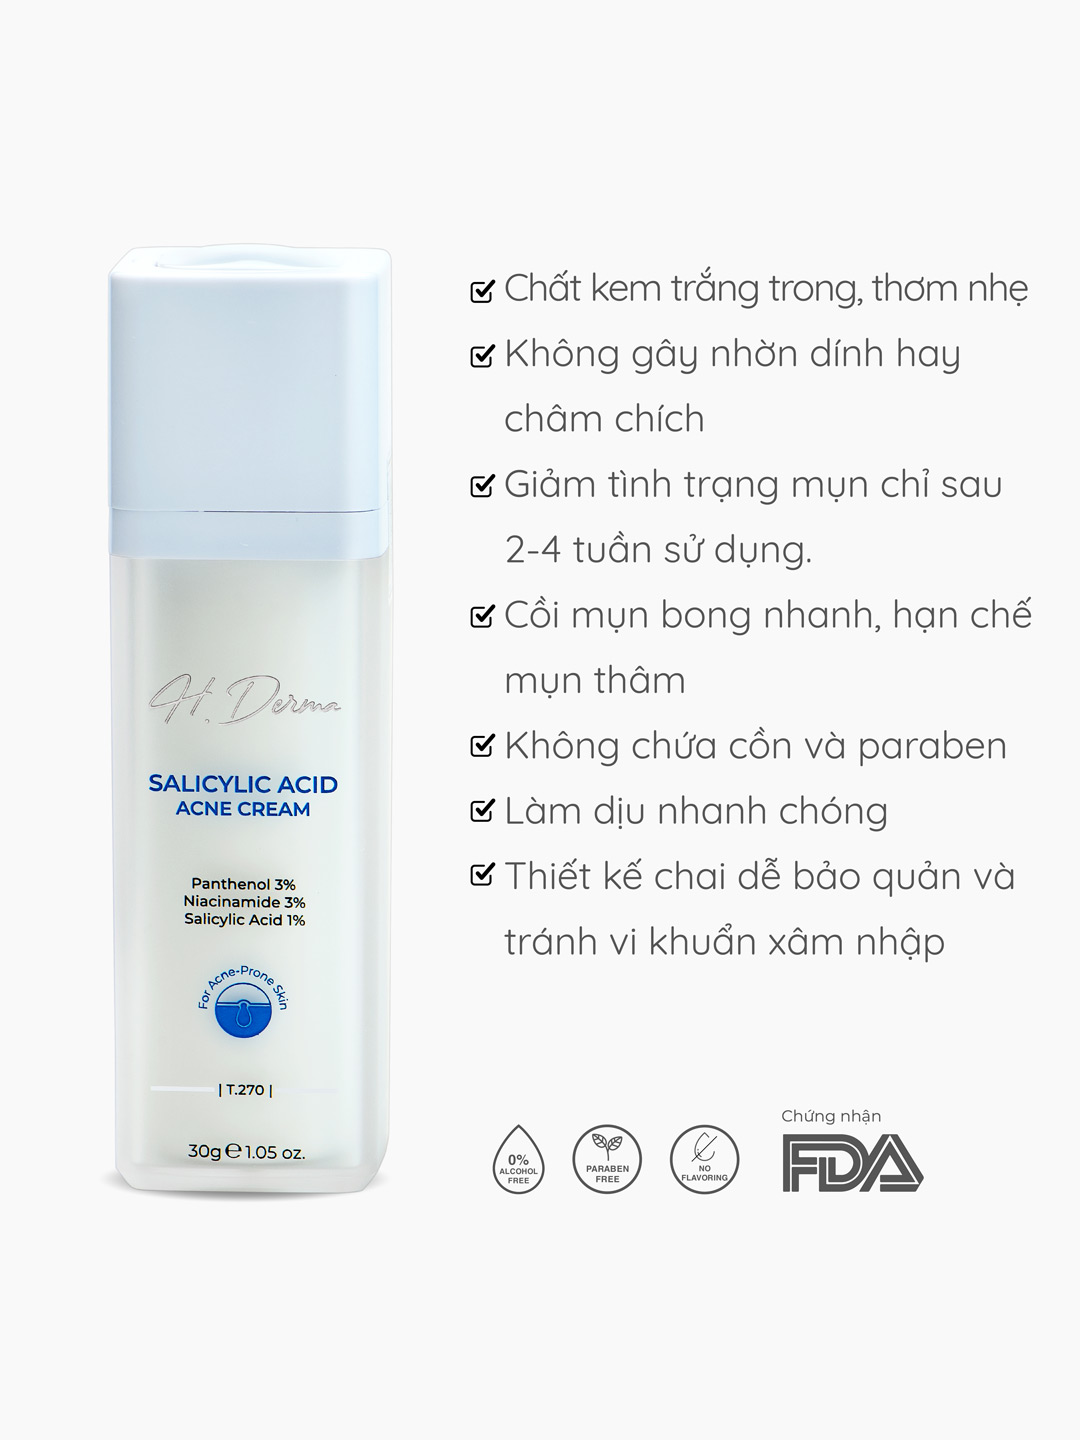 Chất kem trắng trong, thơm nhẹ
Không gây nhờn dính hay
châm chích
Giảm tình trạng mụn chỉ sau
2-4 tuần sử dụng.
Cồi mụn bong nhanh, hạn chế
mụn thâm
Không chứa cồn và paraben
Làm dịu nhanh chóng
Thiết kế chai dễ bảo quản và
tránh vi khuẩn xâm nhập
H. Derma
SALICYLIC ACID
ACNE CREAM
Panthenol 3%
Niacinamide 3%
Salicylic Acid 1%
For Acne-Prone Skin
| T.270 |
30g ℮ 1.05 oz.
0%
ALCOHOL
FREE
PARABEN
FREE
NO
FLAVORING
Chứng nhận
FDA